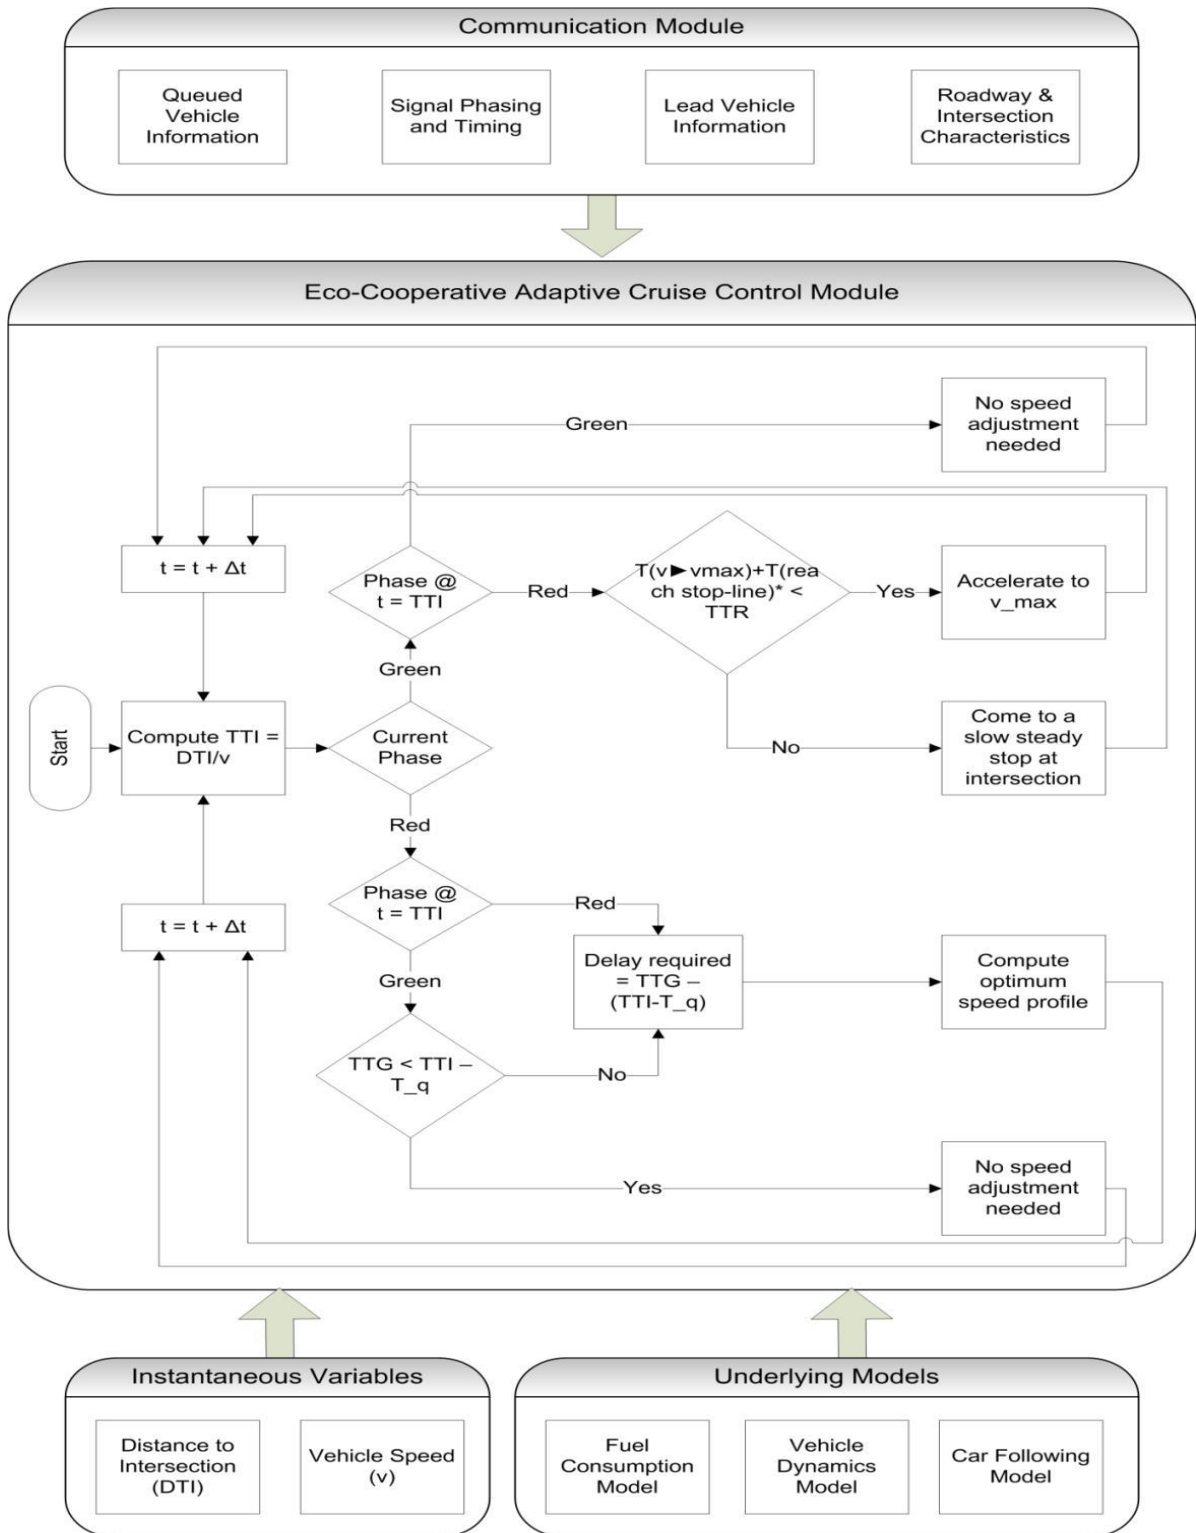 Communication Module
Queued
Vehicle
Information
Signal Phasing
and Timing
Lead Vehicle
Information
Roadway &
Intersection
Characteristics
Eco-Cooperative Adaptive Cruise Control Module
No speed
adjustment
needed
Green
t = t + Δt
Phase @
t = TTI
Red
T(v►vmax)+T(rea
ch stop-line)* <
TTR
Yes
Accelerate to
v_max
Green
Start
Compute TTI =
DTI/v
Current
Phase
No
Come to a
slow steady
stop at
intersection
Red
Phase @
t = TTI
Red
t = t + Δt
Green
Delay required
= TTG –
(TTI-T_q)
Compute
optimum
speed profile
TTG < TTI –
T_q
No
Yes
No speed
adjustment
needed
Instantaneous Variables
Distance to
Intersection
(DTI)
Vehicle Speed
(v)
Underlying Models
Fuel
Consumption
Model
Vehicle
Dynamics
Model
Car Following
Model